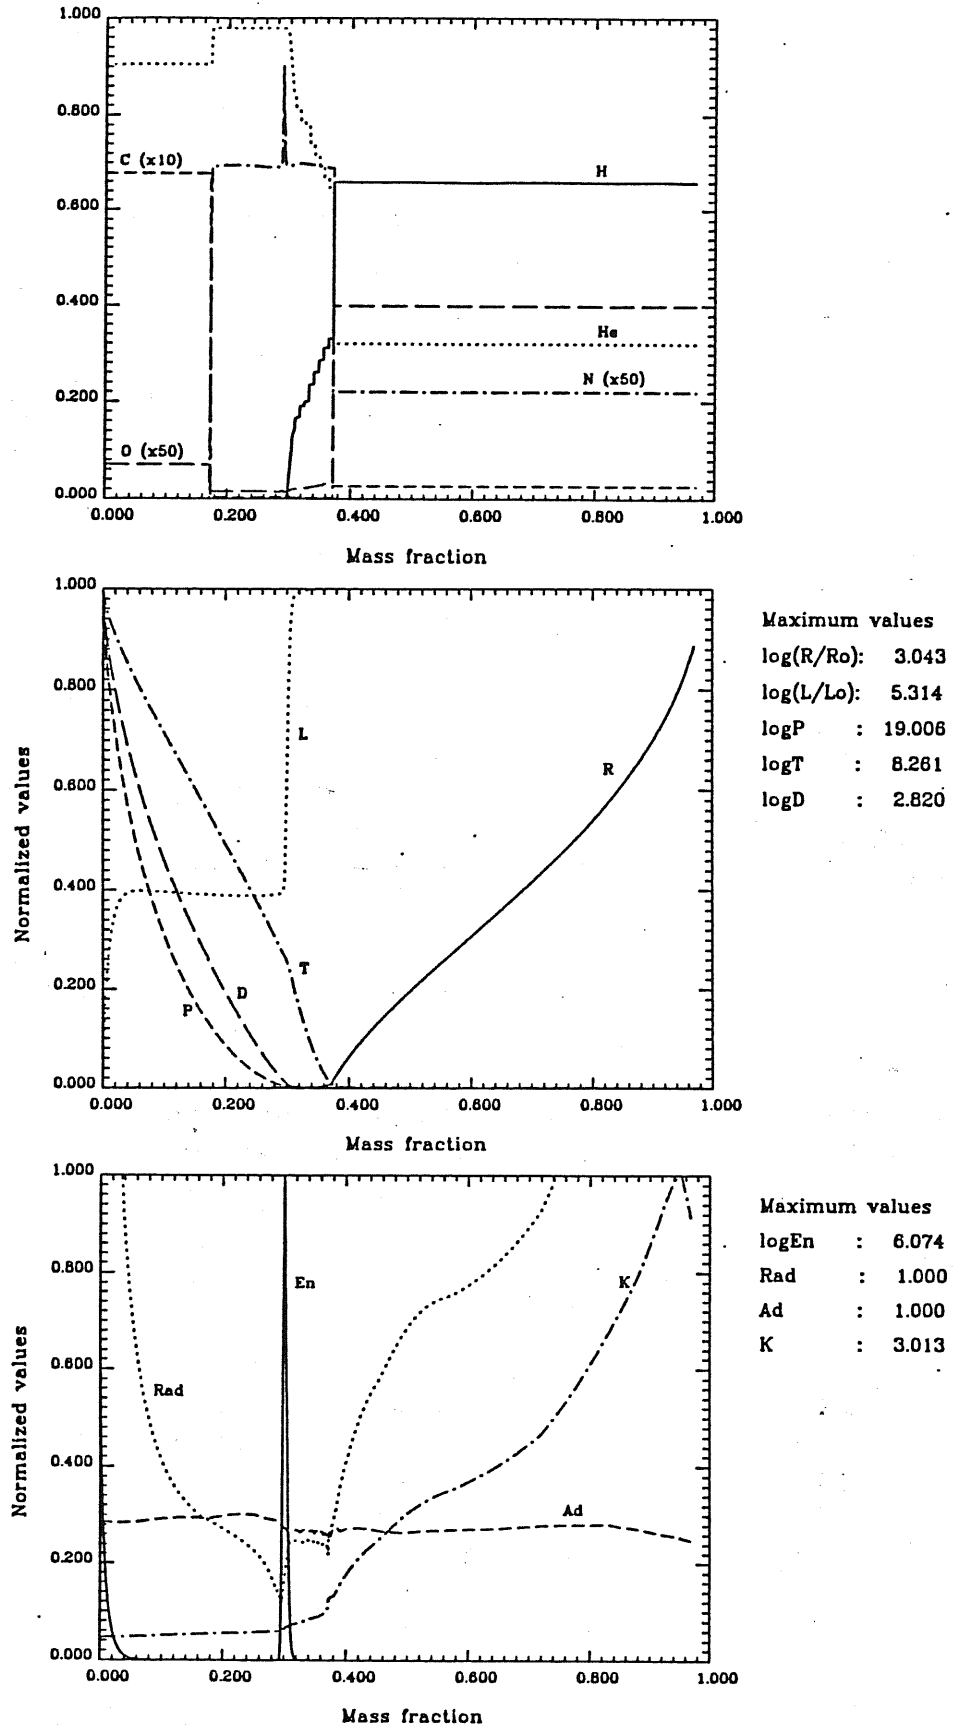 1.000
0.800
C (x10)
H
0.600
0.400
He
N (x50)
0.200
O (x50)
0.000
0.000 0.200 0.400 0.600 0.800 1.000
Mass fraction
1.000
0.800
0.600
0.400
0.200
0.000
Normalized values
L
R
T
D
P
0.000 0.200 0.400 0.600 0.800 1.000
Mass fraction
Maximum values
log(R/Ro): 3.043
log(L/Lo): 5.314
logP : 19.006
logT : 8.261
logD : 2.820
1.000
0.800
0.600
0.400
0.200
0.000
Normalized values
En
K
Rad
Ad
0.000 0.200 0.400 0.600 0.800 1.000
Mass fraction
Maximum values
logEn : 6.074
Rad : 1.000
Ad : 1.000
K : 3.013